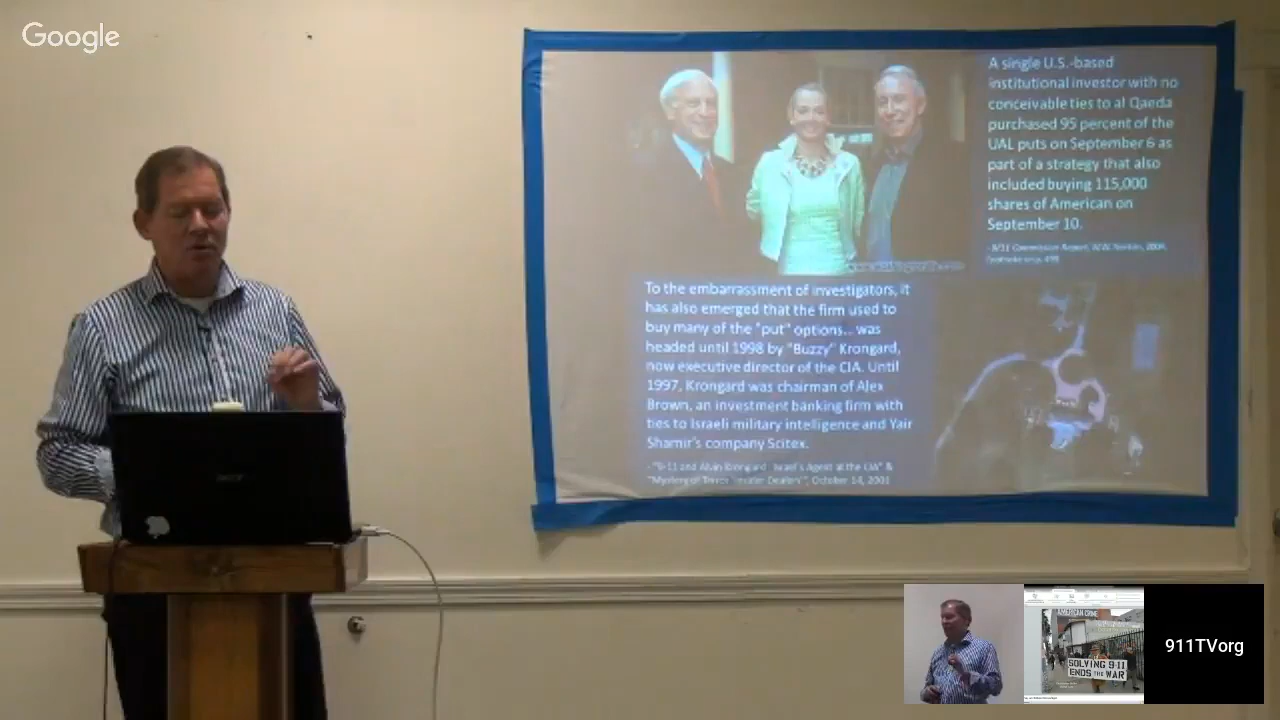 Google
A single U.S.-based
institutional investor with no
conceivable ties to al Qaeda
purchased 95 percent of the
UAL puts on September 6 as
part of a strategy that also
included buying 115,000
shares of American on
September 10.
- 9/11 Commission Report,
To the embarrassment of investigators, it
has also emerged that the firm used to
buy many of the "put" options... was
headed until 1998 by "Buzzy" Krongard,
now executive director of the CIA. Until
1997, Krongard was chairman of Alex
Brown, an investment banking firm with
ties to Israeli military intelligence and Yair
Shamir's company Scitex.
- "9-11 and Alvin Krongard Israel's Agent at the CIA" &
"Mystery of Terror 'Insider Dealers'", October 14, 2001
acer
AMERICAN CRIME
SOLVING 9-11
ENDS THE WAR
911TVorg